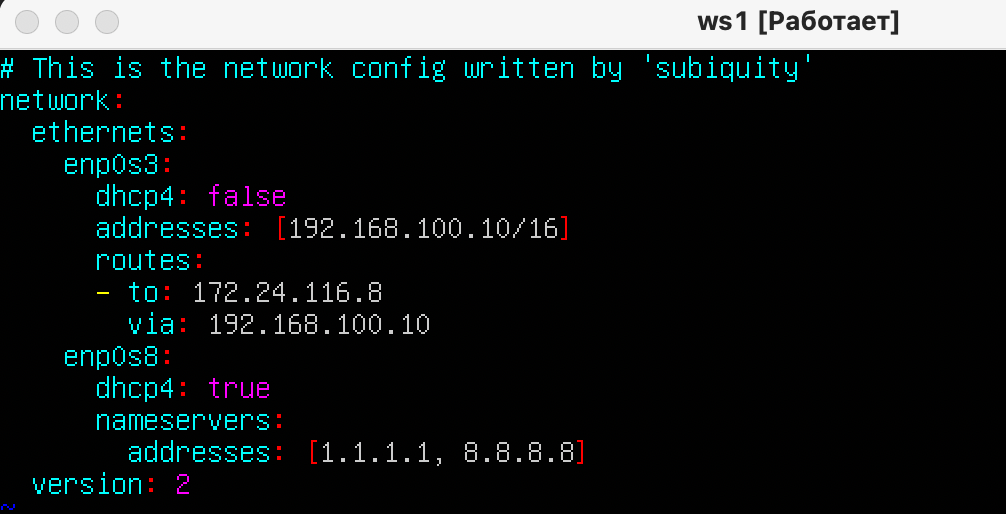 ws1 [Работает]
# This is the network config written by 'subiquity'
network:
  ethernets:
    enp0s3:
      dhcp4: false
      addresses: [192.168.100.10/16]
      routes:
      - to: 172.24.116.8
        via: 192.168.100.10
    enp0s8:
      dhcp4: true
      nameservers:
        addresses: [1.1.1.1, 8.8.8.8]
  version: 2
~